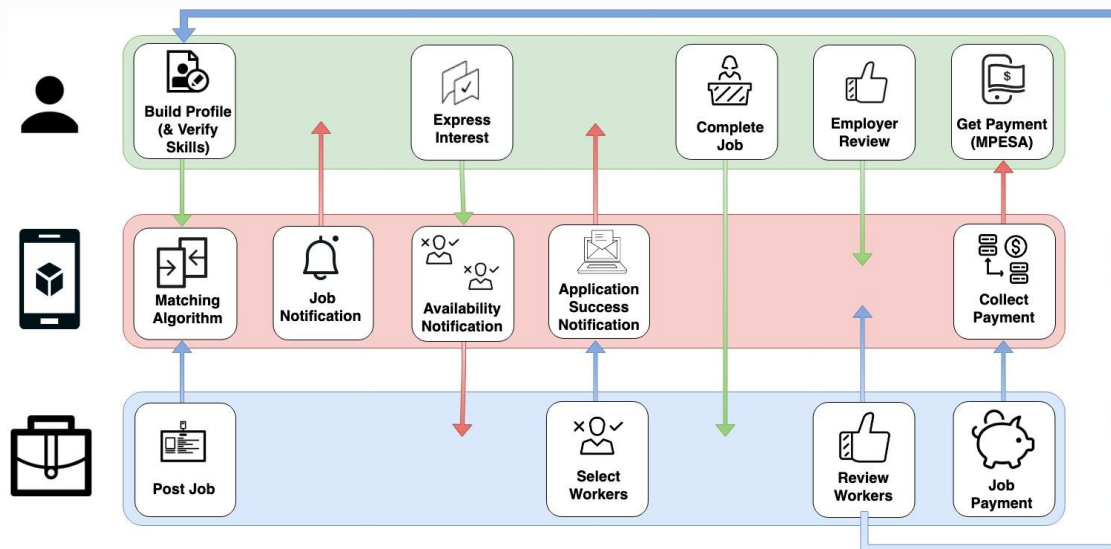 Build Profile
(& Verify
Skills)
Express
Interest
Complete
Job
Employer
Review
$
Get Payment
(MPESA)
Matching
Algorithm
Job
Notification
Availability
Notification
Application
Success
Notification
$
Collect
Payment
Post Job
Select
Workers
Review
Workers
Job
Payment